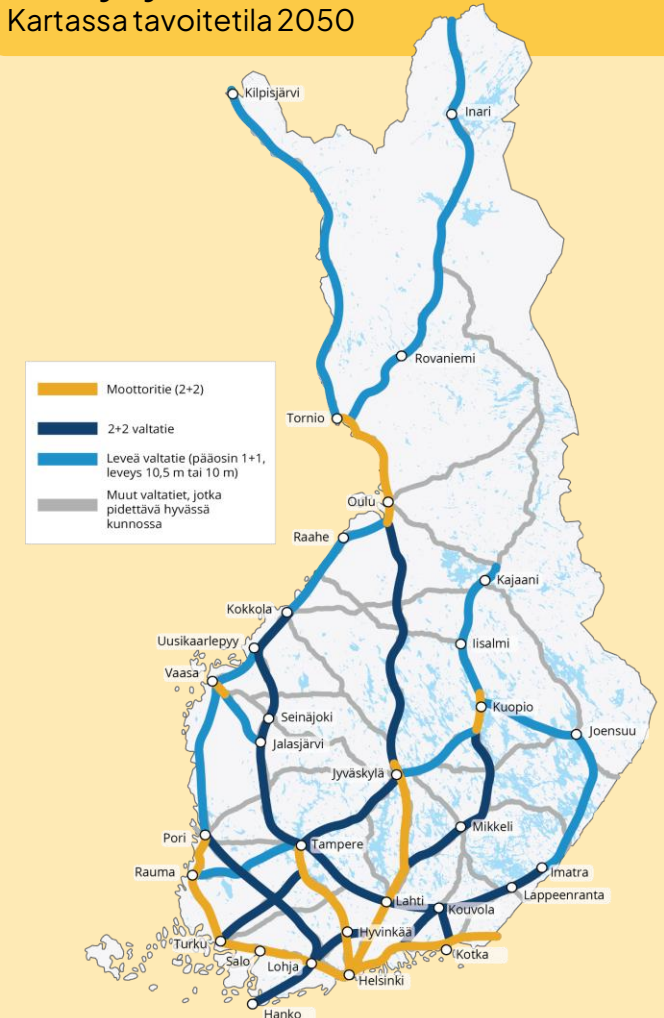 Kartassa tavoitetila 2050
Kilpisjärvi
Inari
Rovaniemi
Moottoritie (2+2)
2+2 valtatie
Leveä valtatie (pääosin 1+1,
leveys 10,5 m tai 10 m)
Muut valtatiet, jotka
pidettävä hyvässä
kunnossa
Tornio
Oulu
Raahe
Kajaani
Kokkola
Uusikaarlepyy
Iisalmi
Vaasa
Kuopio
Seinäjoki
Joensuu
Jalasjärvi
Jyväskylä
Mikkeli
Pori
Tampere
Imatra
Rauma
Lappeenranta
Lahti
Kouvola
Hyvinkää
Turku
Kotka
Salo
Lohja
Helsinki
Hanko